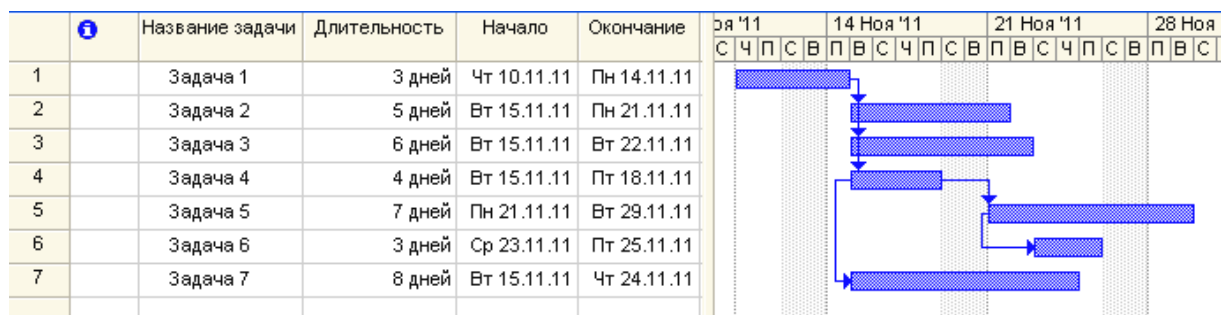 Название задачи Длительность Начало Окончание оя '11 14 Ноя '11 21 Ноя '11 28 Ноя
С Ч П С В П В С Ч П С В П В С Ч П С В П В С
1 Задача 1 3 дней Чт 10.11.11 Пн 14.11.11
2 Задача 2 5 дней Вт 15.11.11 Пн 21.11.11
3 Задача 3 6 дней Вт 15.11.11 Вт 22.11.11
4 Задача 4 4 дней Вт 15.11.11 Пт 18.11.11
5 Задача 5 7 дней Пн 21.11.11 Вт 29.11.11
6 Задача 6 3 дней Ср 23.11.11 Пт 25.11.11
7 Задача 7 8 дней Вт 15.11.11 Чт 24.11.11